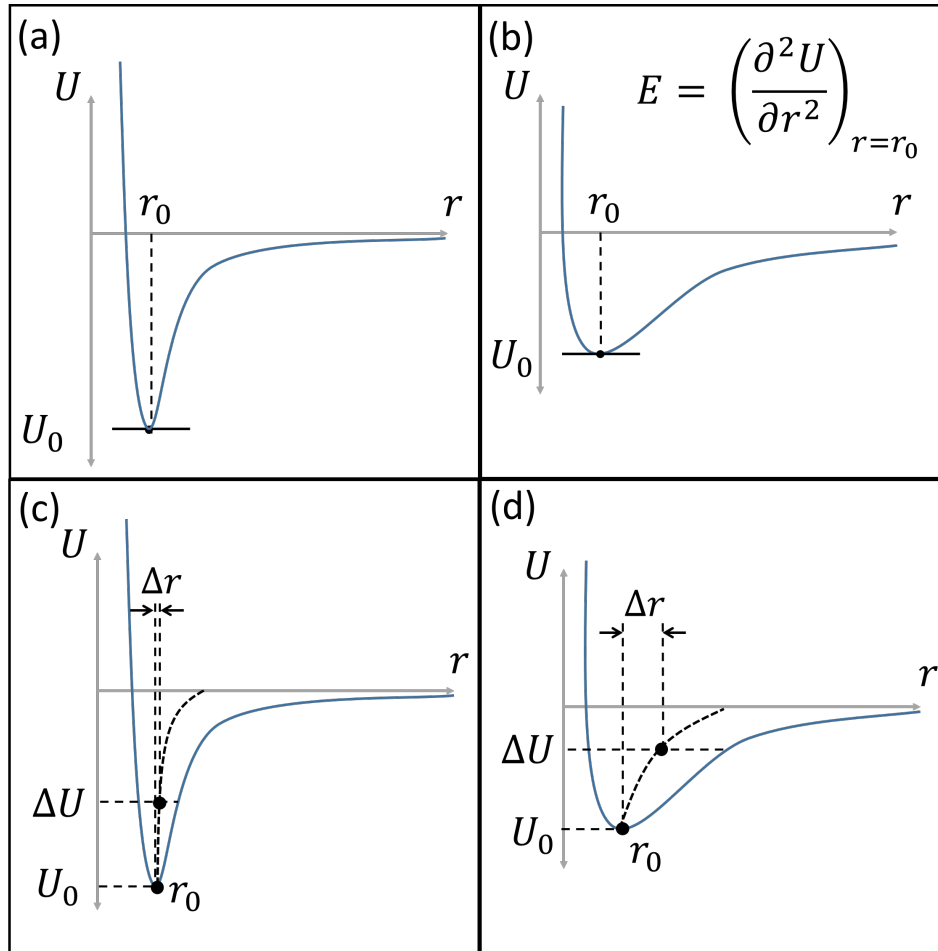 (a)
U
r₀
r
U₀
(b)
U
E = (∂²U/∂r²)ᵣ₌ᵣ₀
r₀
r
U₀
(c)
U
Δr
r
ΔU
U₀
r₀
(d)
U
Δr
r
ΔU
U₀
r₀